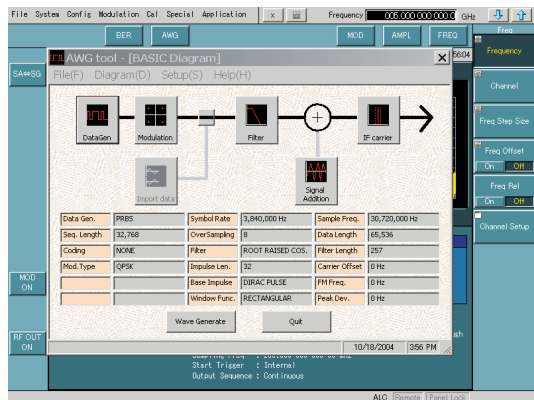 File System Config Modulation Cal Special Application x Frequency 005.000 000 000 0 GHz
BER AWG MOD AMPL FREQ Freq
AWG tool - [BASIC Diagram] X 56:04
Frequency
SA⇔SG
File(F) Diagram(D) Setup(S) Help(H)
Channel
Freq Step Size
DataGen Modulation Filter IF carrier
Freq Offset
On Off
Import data
Signal
Addition
Freq Rel
On Off
Data Gen. PRBS Symbol Rate 3,840,000 Hz Sample Freq. 30,720,000 Hz
Channel Setup
Seq. Length 32,768 OverSampling 8 Data Length 65,536
Coding NONE Filter ROOT RAISED COS. Filter Length 257
Mod.Type QPSK Impulse Len. 32 Carrier Offset 0 Hz
MOD
ON
Base Impulse DIRAC PULSE FM Freq. 0 Hz
Window Func. RECTANGULAR Peak Dev. 0 Hz
Wave Generate Quit
RF OUT
ON
10/18/2004 3:56 PM
Start Trigger : Internal
Output Sequence : Continuous
ALC Remote Panel Lock